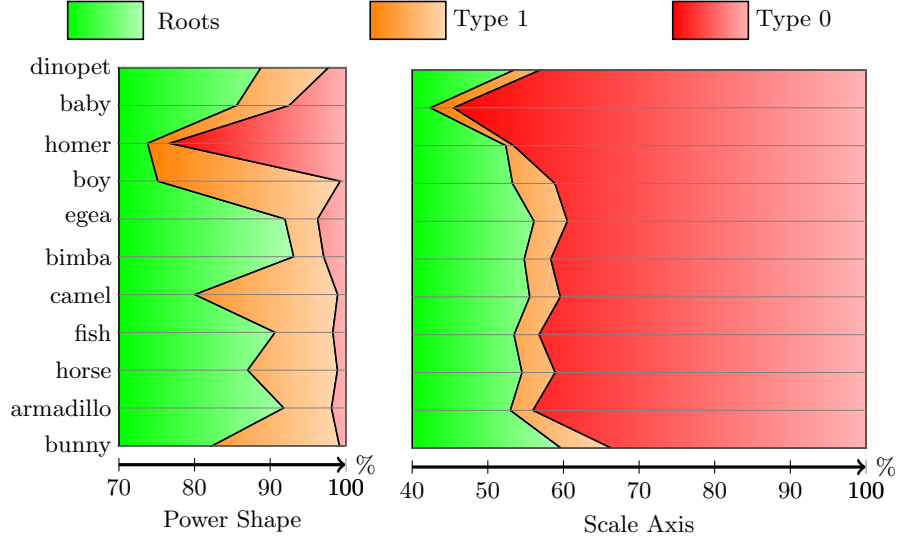 Roots Type 1 Type 0
dinopet
baby
homer
boy
egea
bimba
camel
fish
horse
armadillo
bunny
% %
70 80 90 100 40 50 60 70 80 90 100
Power Shape Scale Axis